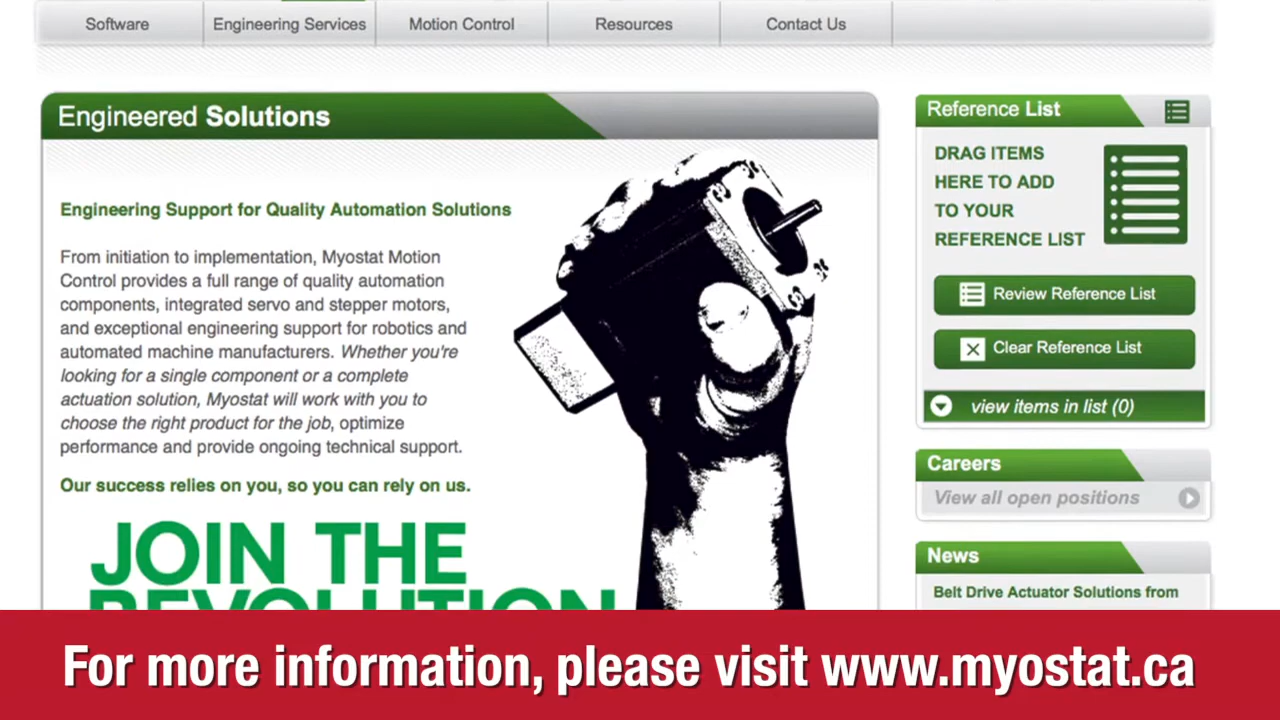 Software
Engineering Services
Motion Control
Resources
Contact Us
Engineered Solutions
Engineering Support for Quality Automation Solutions
From initiation to implementation, Myostat Motion
Control provides a full range of quality automation
components, integrated servo and stepper motors,
and exceptional engineering support for robotics and
automated machine manufacturers. Whether you're
looking for a single component or a complete
actuation solution, Myostat will work with you to
choose the right product for the job, optimize
performance and provide ongoing technical support.
Our success relies on you, so you can rely on us.
JOIN THE
REVOLUTION
Reference List
DRAG ITEMS
HERE TO ADD
TO YOUR
REFERENCE LIST
Review Reference List
Clear Reference List
view items in list (0)
Careers
View all open positions
News
Belt Drive Actuator Solutions from
For more information, please visit www.myostat.ca